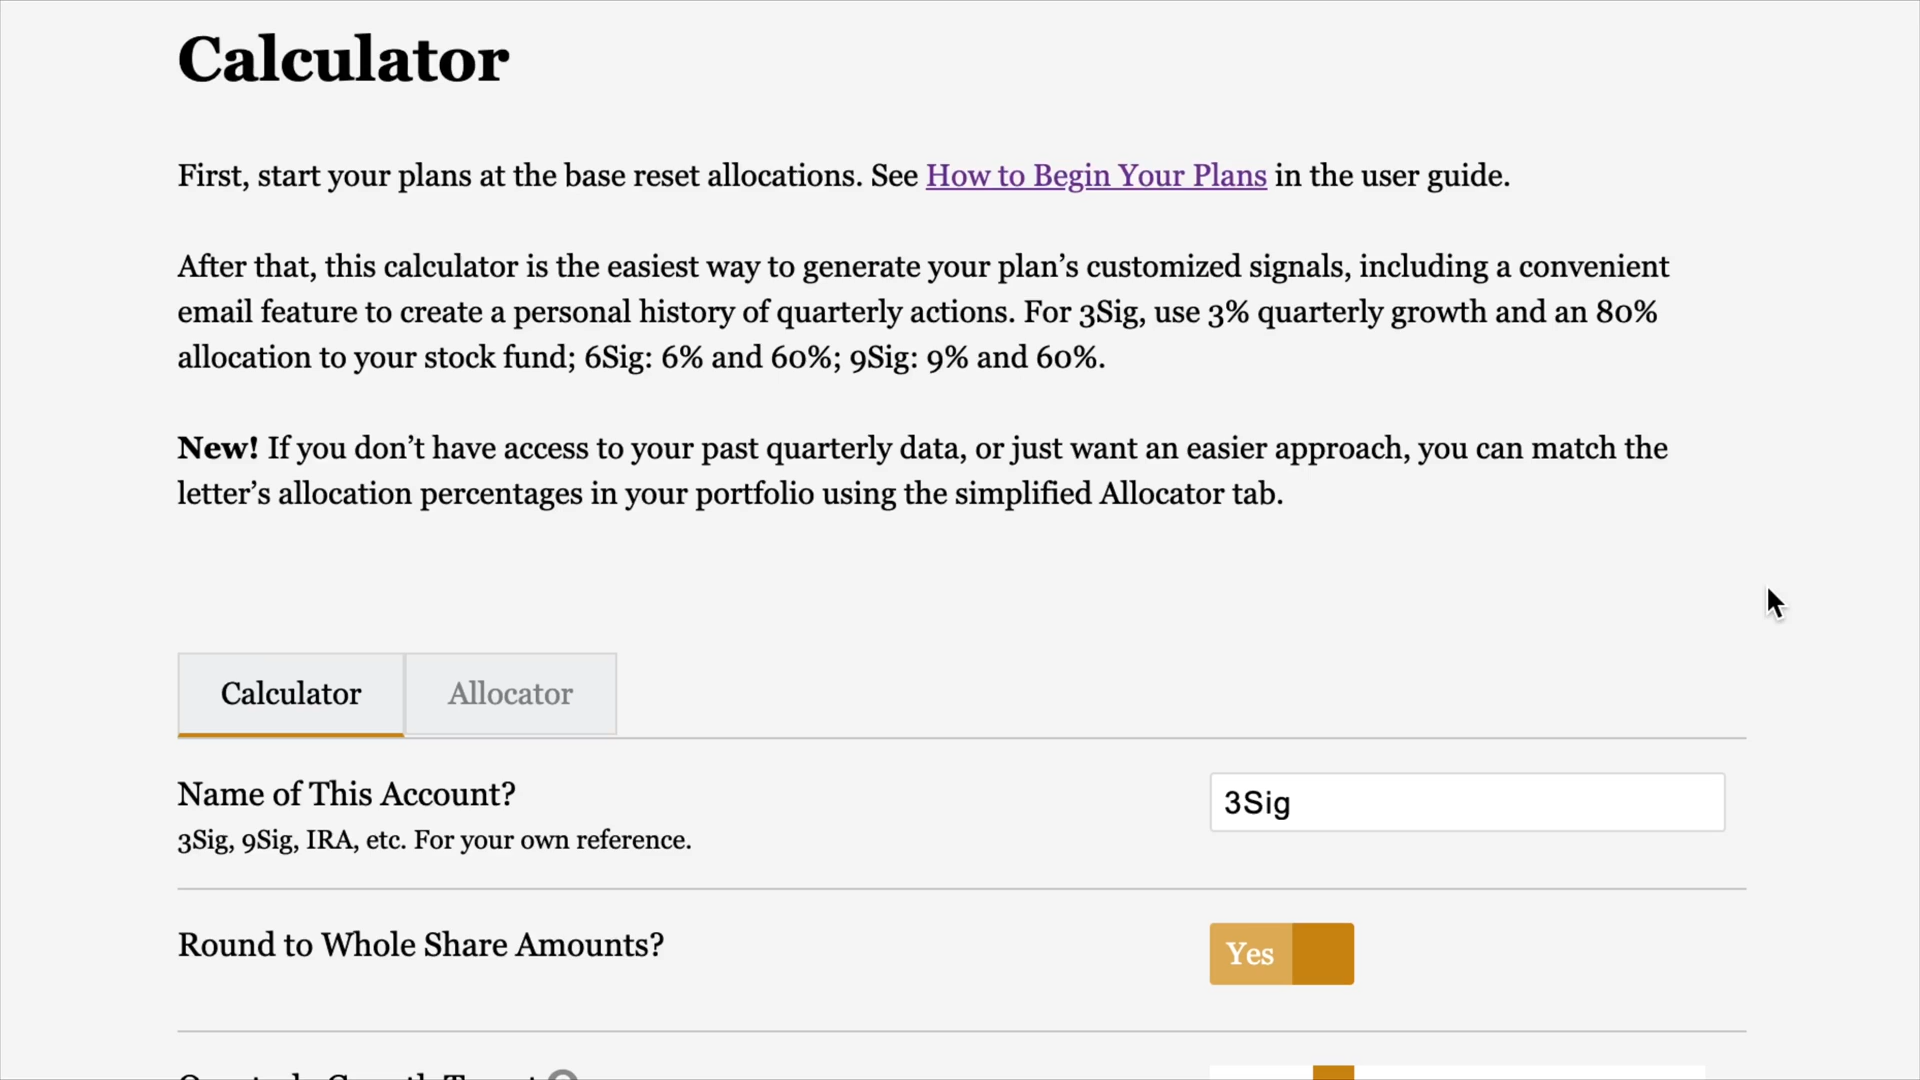 Calculator
First, start your plans at the base reset allocations. See How to Begin Your Plans in the user guide.
After that, this calculator is the easiest way to generate your plan’s customized signals, including a convenient
email feature to create a personal history of quarterly actions. For 3Sig, use 3% quarterly growth and an 80%
allocation to your stock fund; 6Sig: 6% and 60%; 9Sig: 9% and 60%.
New! If you don’t have access to your past quarterly data, or just want an easier approach, you can match the
letter’s allocation percentages in your portfolio using the simplified Allocator tab.
Calculator Allocator
Name of This Account?
3Sig
3Sig, 9Sig, IRA, etc. For your own reference.
Round to Whole Share Amounts?
Yes